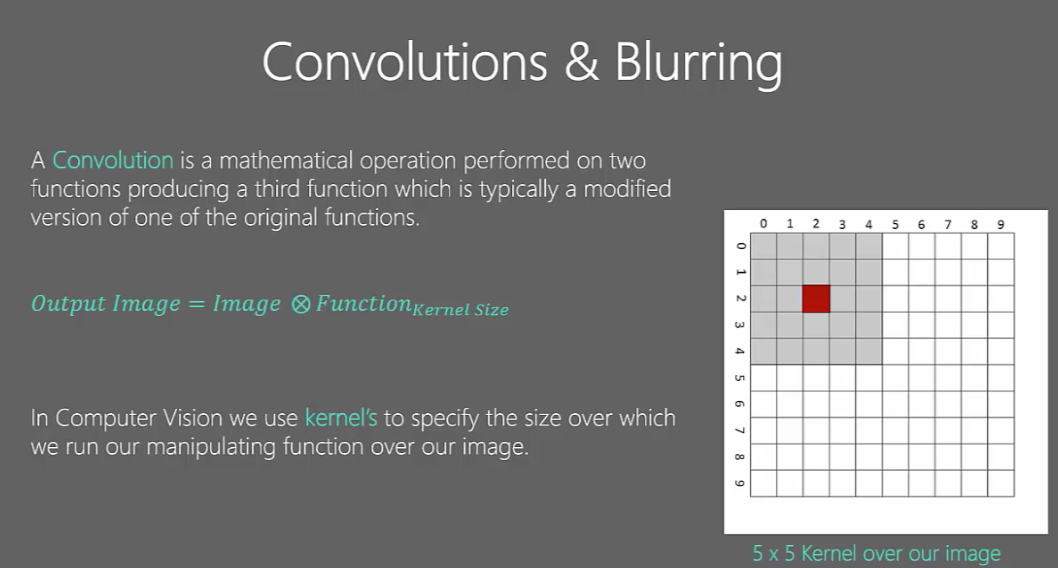 Convolutions & Blurring
A Convolution is a mathematical operation performed on two
functions producing a third function which is typically a modified
version of one of the original functions.
Output Image = Image ⊗ Function_Kernel Size
In Computer Vision we use kernel's to specify the size over which
we run our manipulating function over our image.
0 1 2 3 4 5 6 7 8 9
0
1
2
3
4
5
6
7
8
9
5 x 5 Kernel over our image